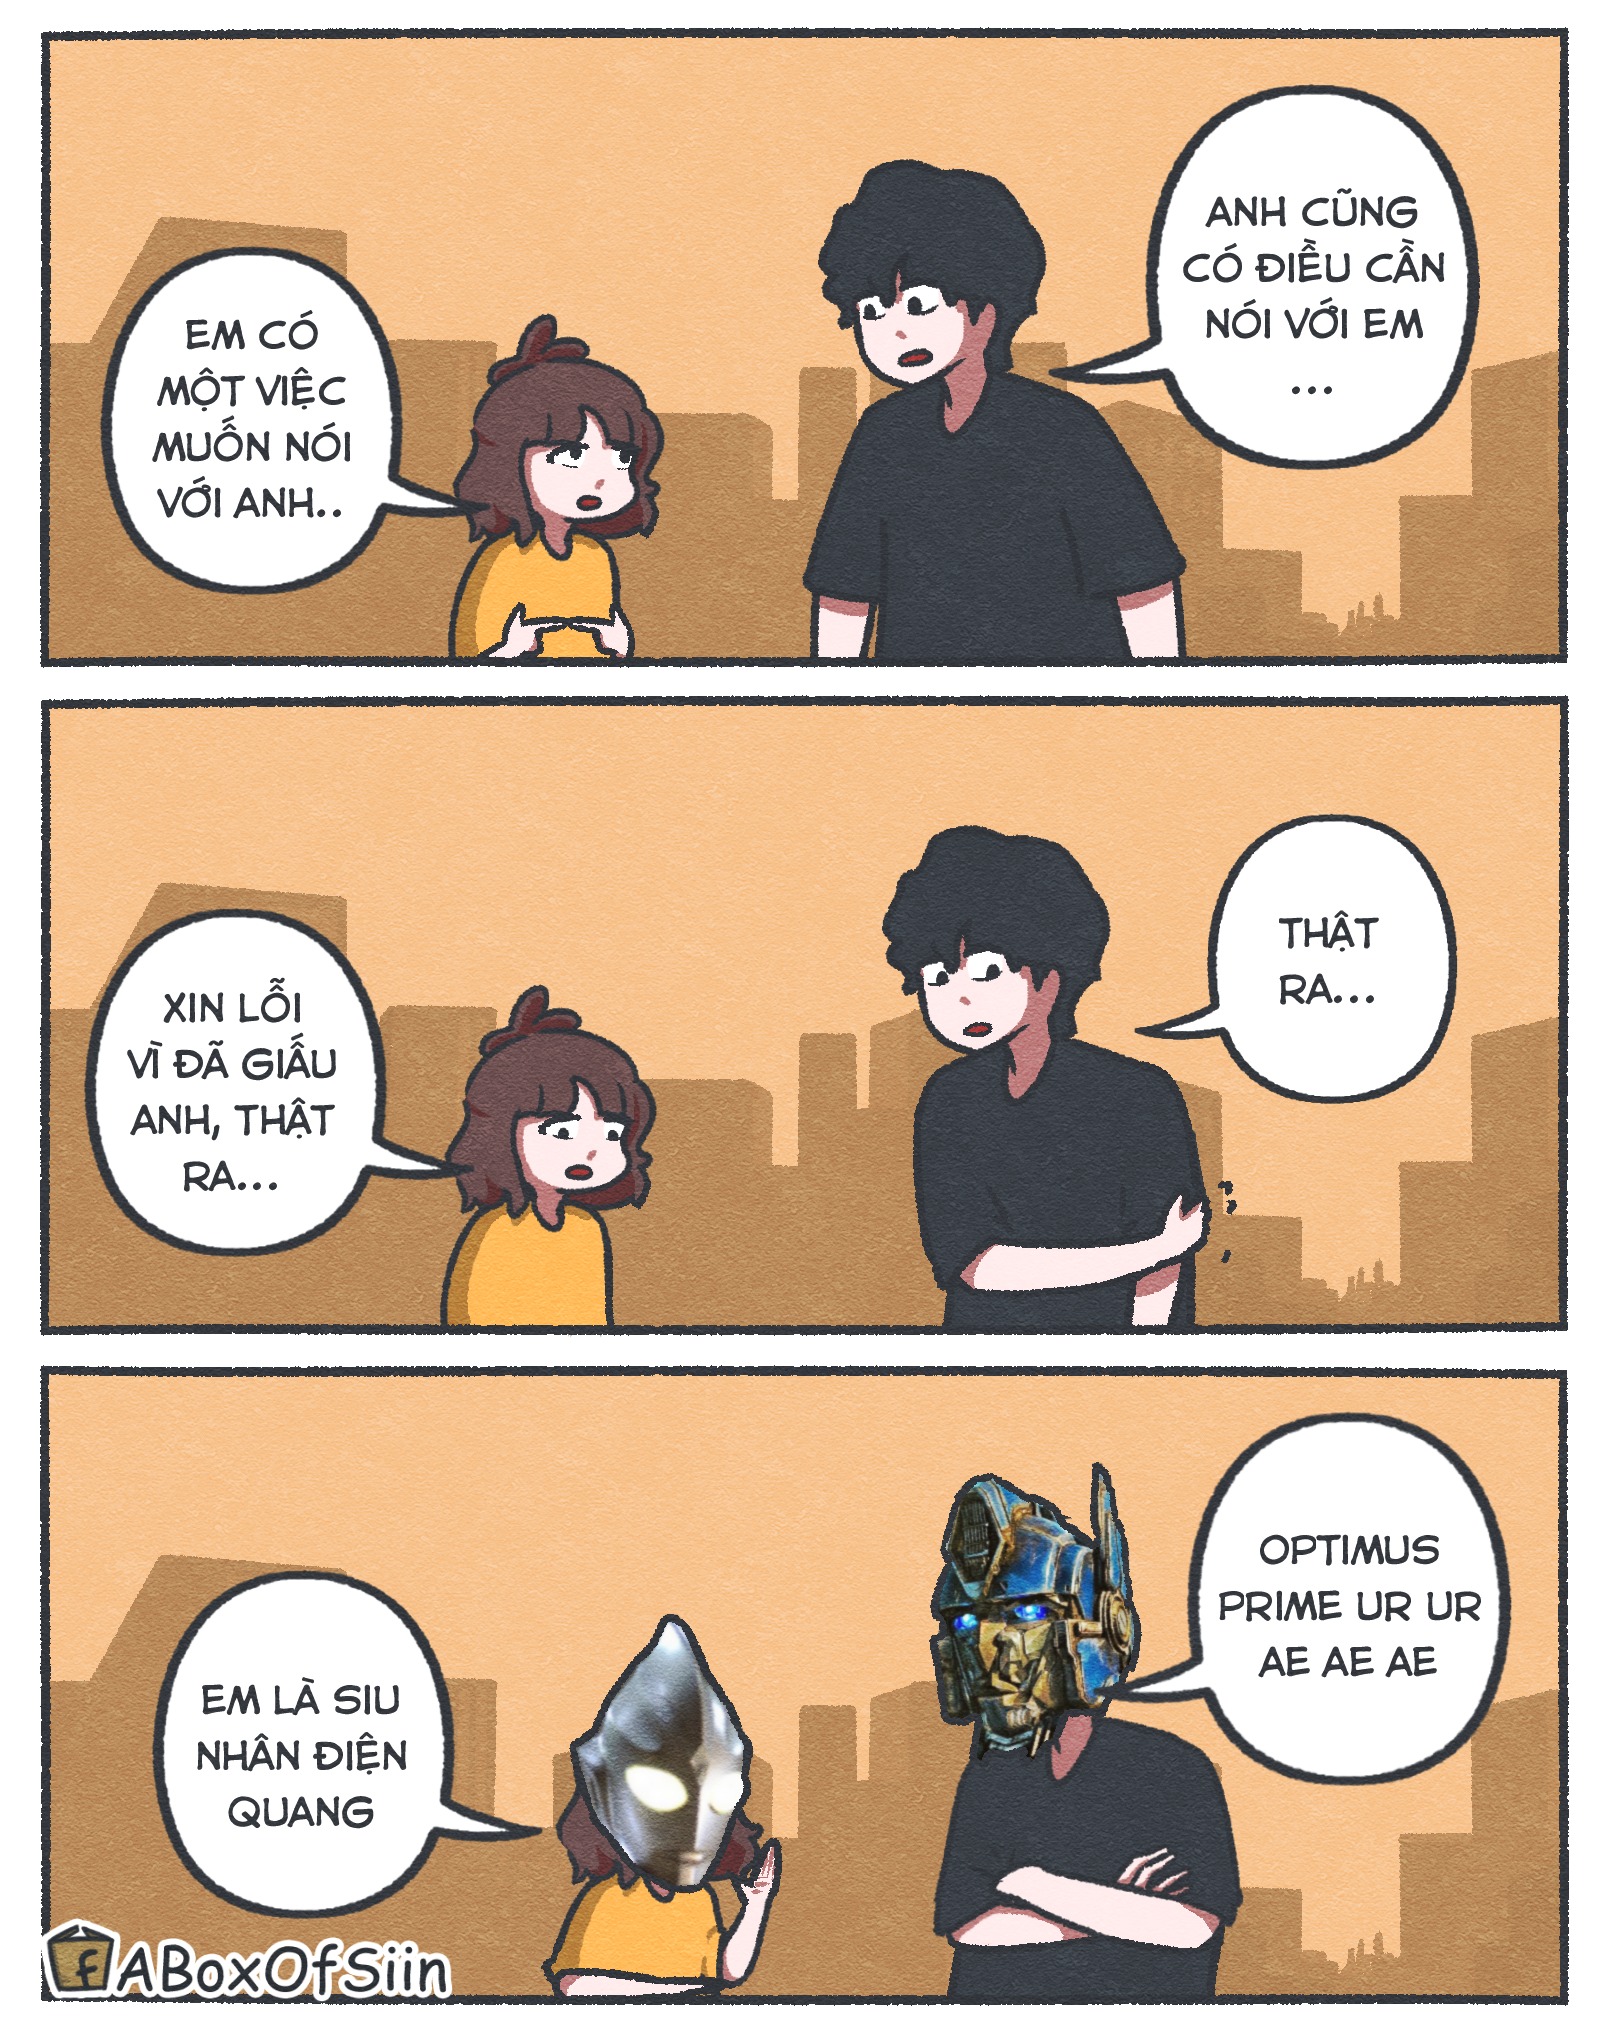 EM CÓ
MỘT VIỆC
MUỐN NÓI
VỚI ANH..
ANH CŨNG
CÓ ĐIỀU CẦN
NÓI VỚI EM
...
XIN LỖI
VÌ ĐÃ GIẤU
ANH, THẬT
RA...
THẬT
RA...
EM LÀ SIU
NHÂN ĐIỆN
QUANG
OPTIMUS
PRIME UR UR
AE AE AE
f ABoxOfSiin